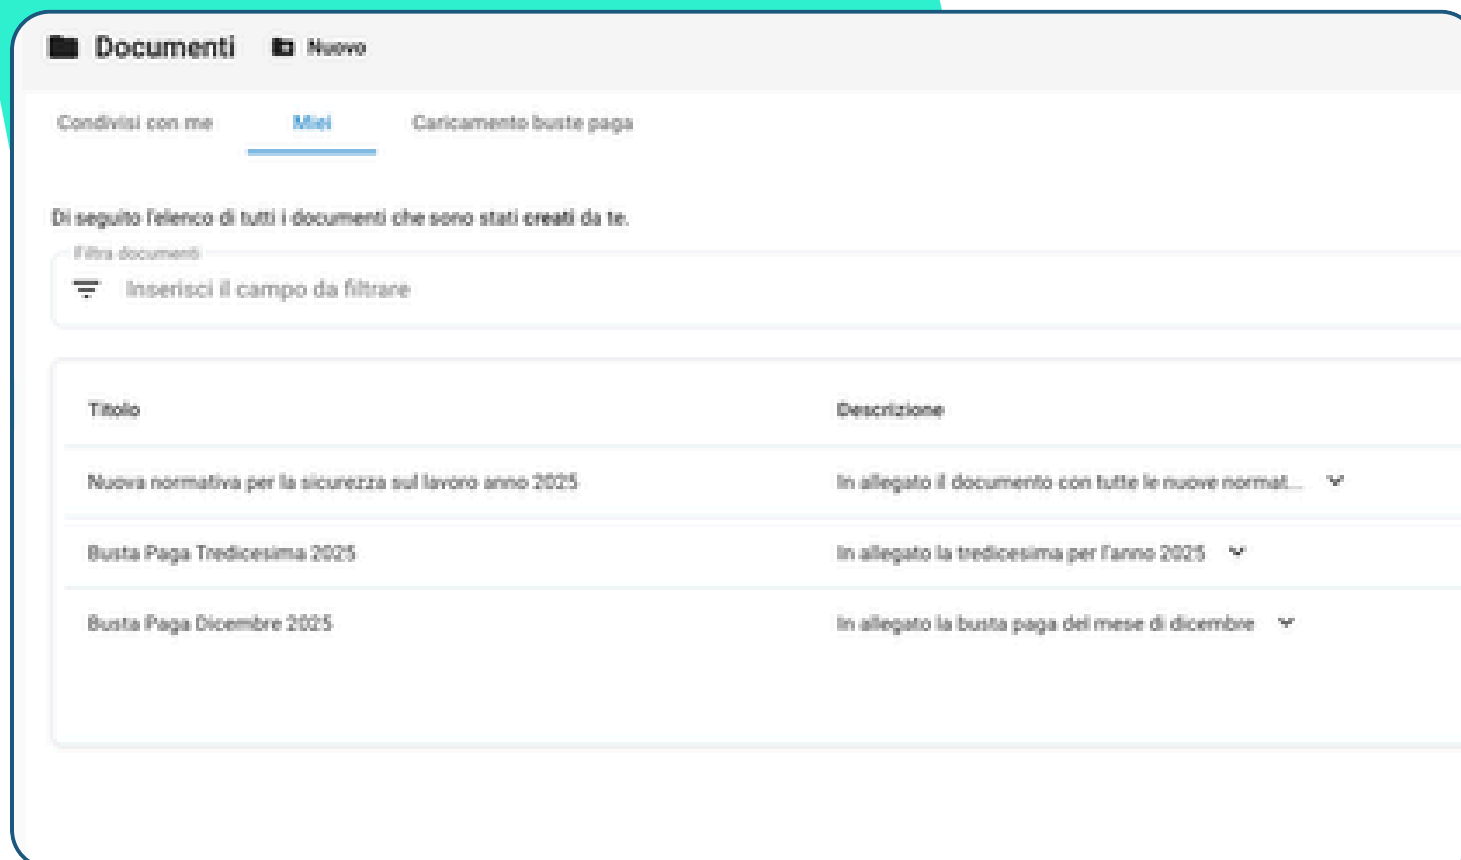 Documenti Nuovo
Condivisi con me Miei Caricamento buste paga
Di seguito l'elenco di tutti i documenti che sono stati creati da te.
Filtra documenti
Inserisci il campo da filtrare
Titolo Descrizione
Nuova normativa per la sicurezza sul lavoro anno 2025 In allegato il documento con tutte le nuove normat...
Busta Paga Tredicesima 2025 In allegato la tredicesima per l'anno 2025
Busta Paga Dicembre 2025 In allegato la busta paga del mese di dicembre